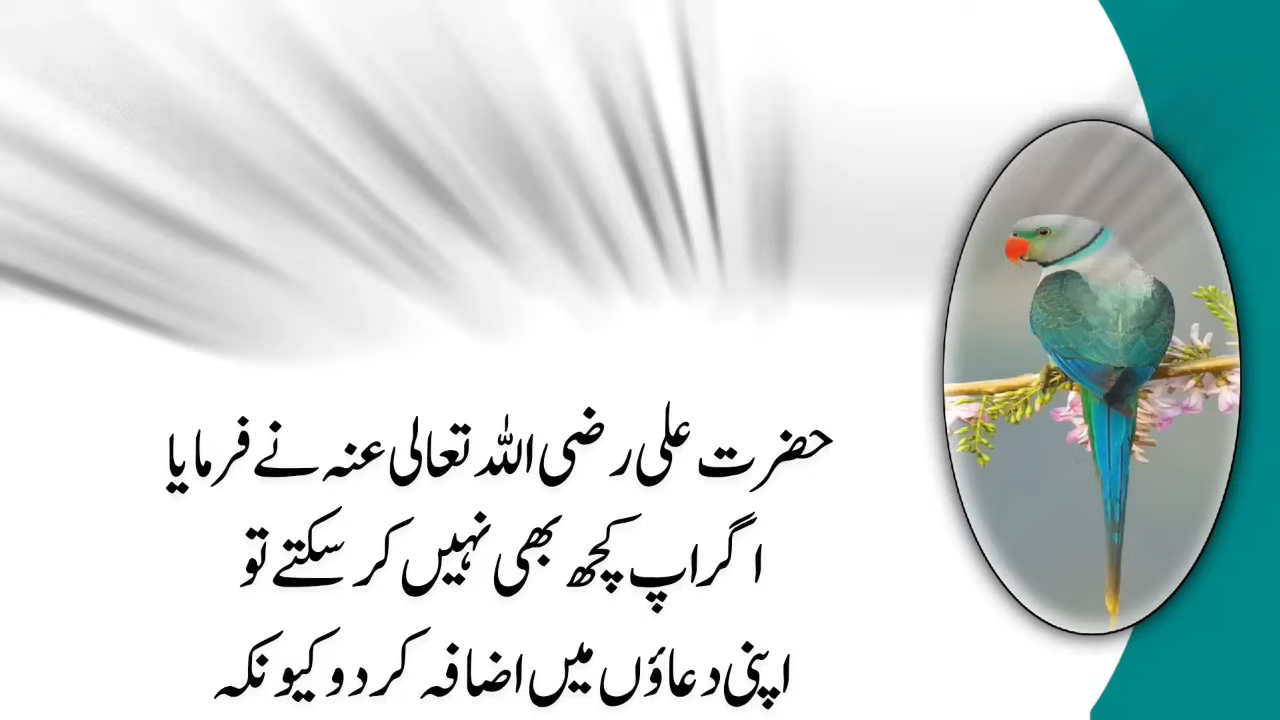 حضرت علی رضی اللہ تعالی عنہ نے فرمایا
اگر اپ کچھ بھی نہیں کر سکتے تو
اپنی دعاؤں میں اضافہ کر دو کیونکہ